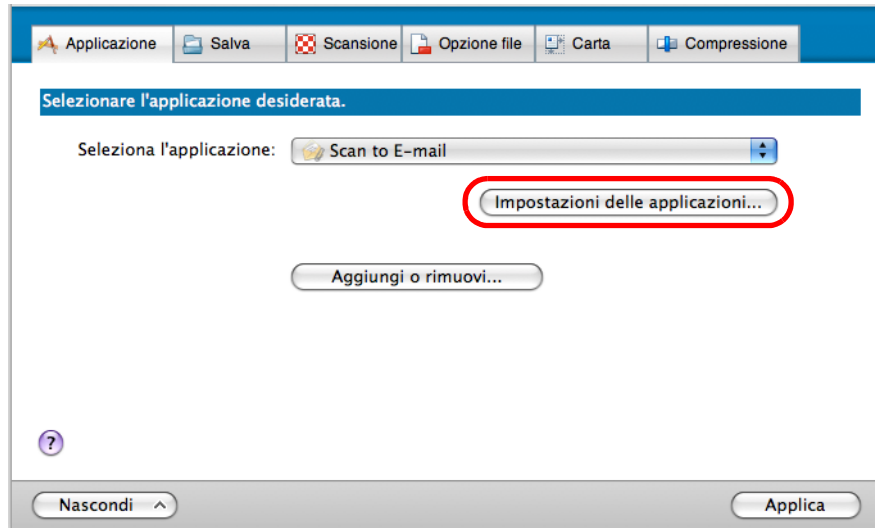 Applicazione Salva Scansione Opzione file Carta Compressione
Selezionare l'applicazione desiderata.
Seleziona l'applicazione: Scan to E-mail
Impostazioni delle applicazioni...
Aggiungi o rimuovi...
?
Nascondi Applica